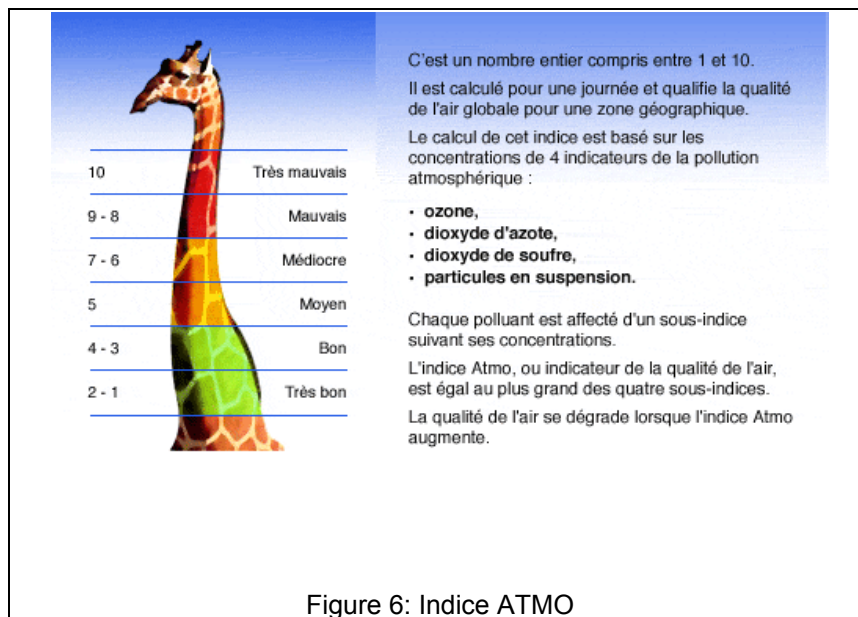 10 Très mauvais
9 - 8 Mauvais
7 - 6 Médiocre
5 Moyen
4 - 3 Bon
2 - 1 Très bon
C'est un nombre entier compris entre 1 et 10.
Il est calculé pour une journée et qualifie la qualité
de l'air globale pour une zone géographique.
Le calcul de cet indice est basé sur les
concentrations de 4 indicateurs de la pollution
atmosphérique :
· ozone,
· dioxyde d'azote,
· dioxyde de soufre,
· particules en suspension.
Chaque polluant est affecté d'un sous-indice
suivant ses concentrations.
L'indice Atmo, ou indicateur de la qualité de l'air,
est égal au plus grand des quatre sous-indices.
La qualité de l'air se dégrade lorsque l'indice Atmo
augmente.
Figure 6: Indice ATMO